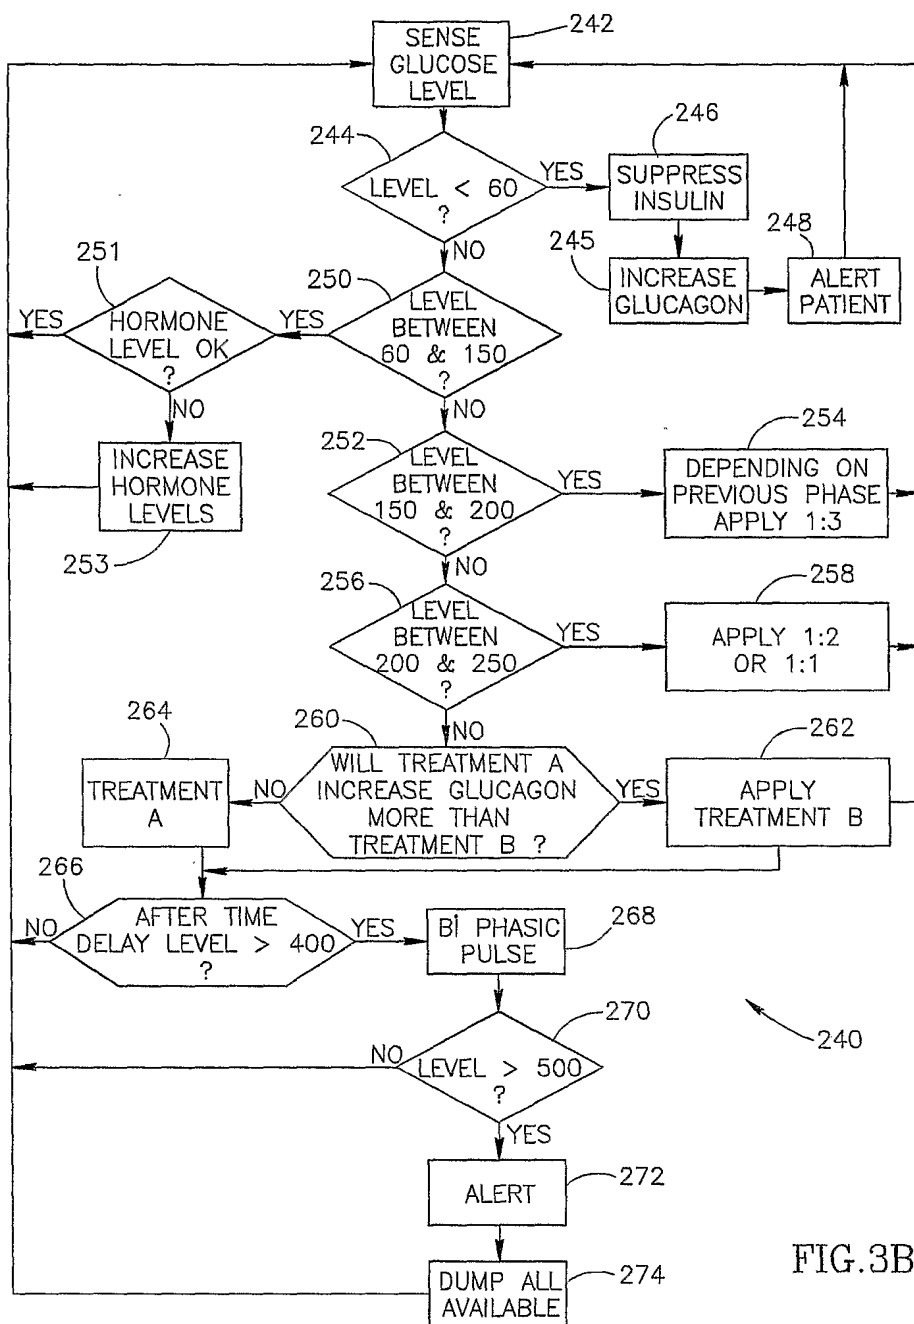 242
SENSE
GLUCOSE
LEVEL
244
LEVEL < 60
?
YES
246
SUPPRESS
INSULIN
NO
245
INCREASE
GLUCAGON
248
ALERT
PATIENT
251
HORMONE
LEVEL OK
?
YES
250
LEVEL
BETWEEN
60 & 150
?
YES
NO
NO
INCREASE
HORMONE
LEVELS
253
252
LEVEL
BETWEEN
150 & 200
?
YES
254
DEPENDING ON
PREVIOUS PHASE
APPLY 1:3
NO
256
LEVEL
BETWEEN
200 & 250
?
YES
258
APPLY 1:2
OR 1:1
NO
264
TREATMENT
A
NO
260
WILL TREATMENT A
INCREASE GLUCAGON
MORE THAN
TREATMENT B ?
YES
262
APPLY
TREATMENT B
266
NO
AFTER TIME
DELAY LEVEL > 400
?
YES
Bi PHASIC
PULSE
268
270
NO
LEVEL > 500
?
240
YES
ALERT
272
DUMP ALL
AVAILABLE
274
FIG.3B